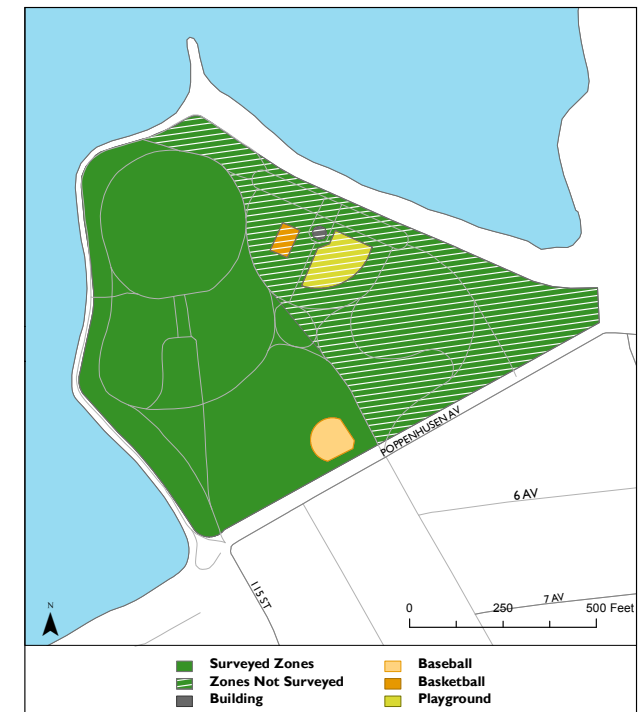 POPPENHUSEN AV
6 AV
115 ST
7 AV
N
0 250 500 Feet
Surveyed Zones
Zones Not Surveyed
Building
Baseball
Basketball
Playground